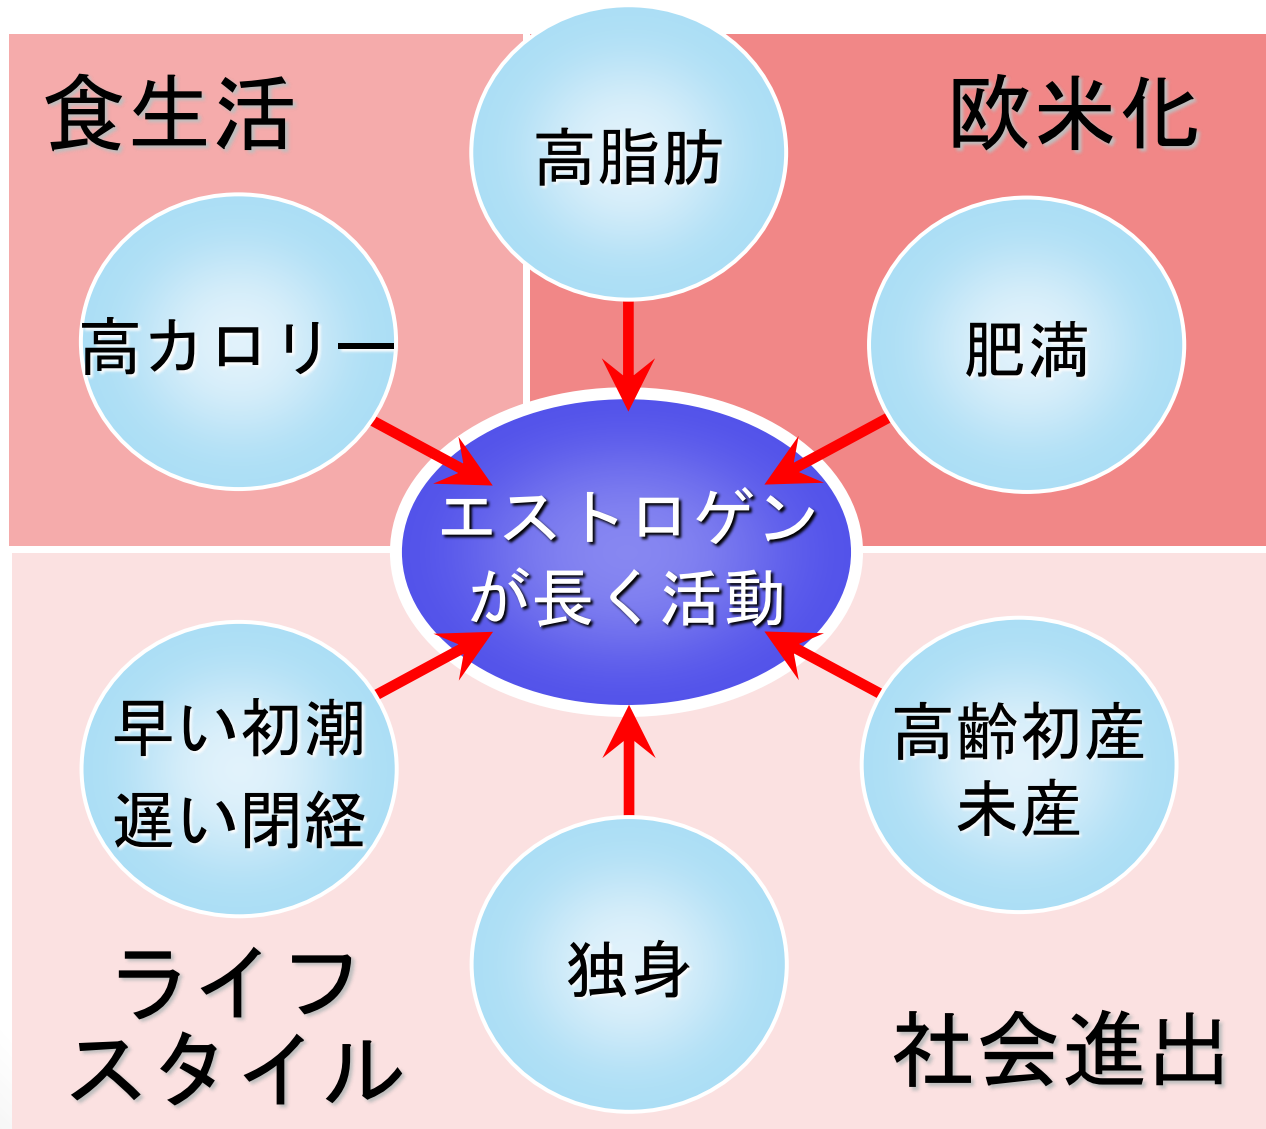 食生活
高脂肪
欧米化
高カロリー
肥満
エストロゲン
が長く活動
早い初潮
遅い閉経
高齢初産
未産
独身
ライフ
スタイル
社会進出